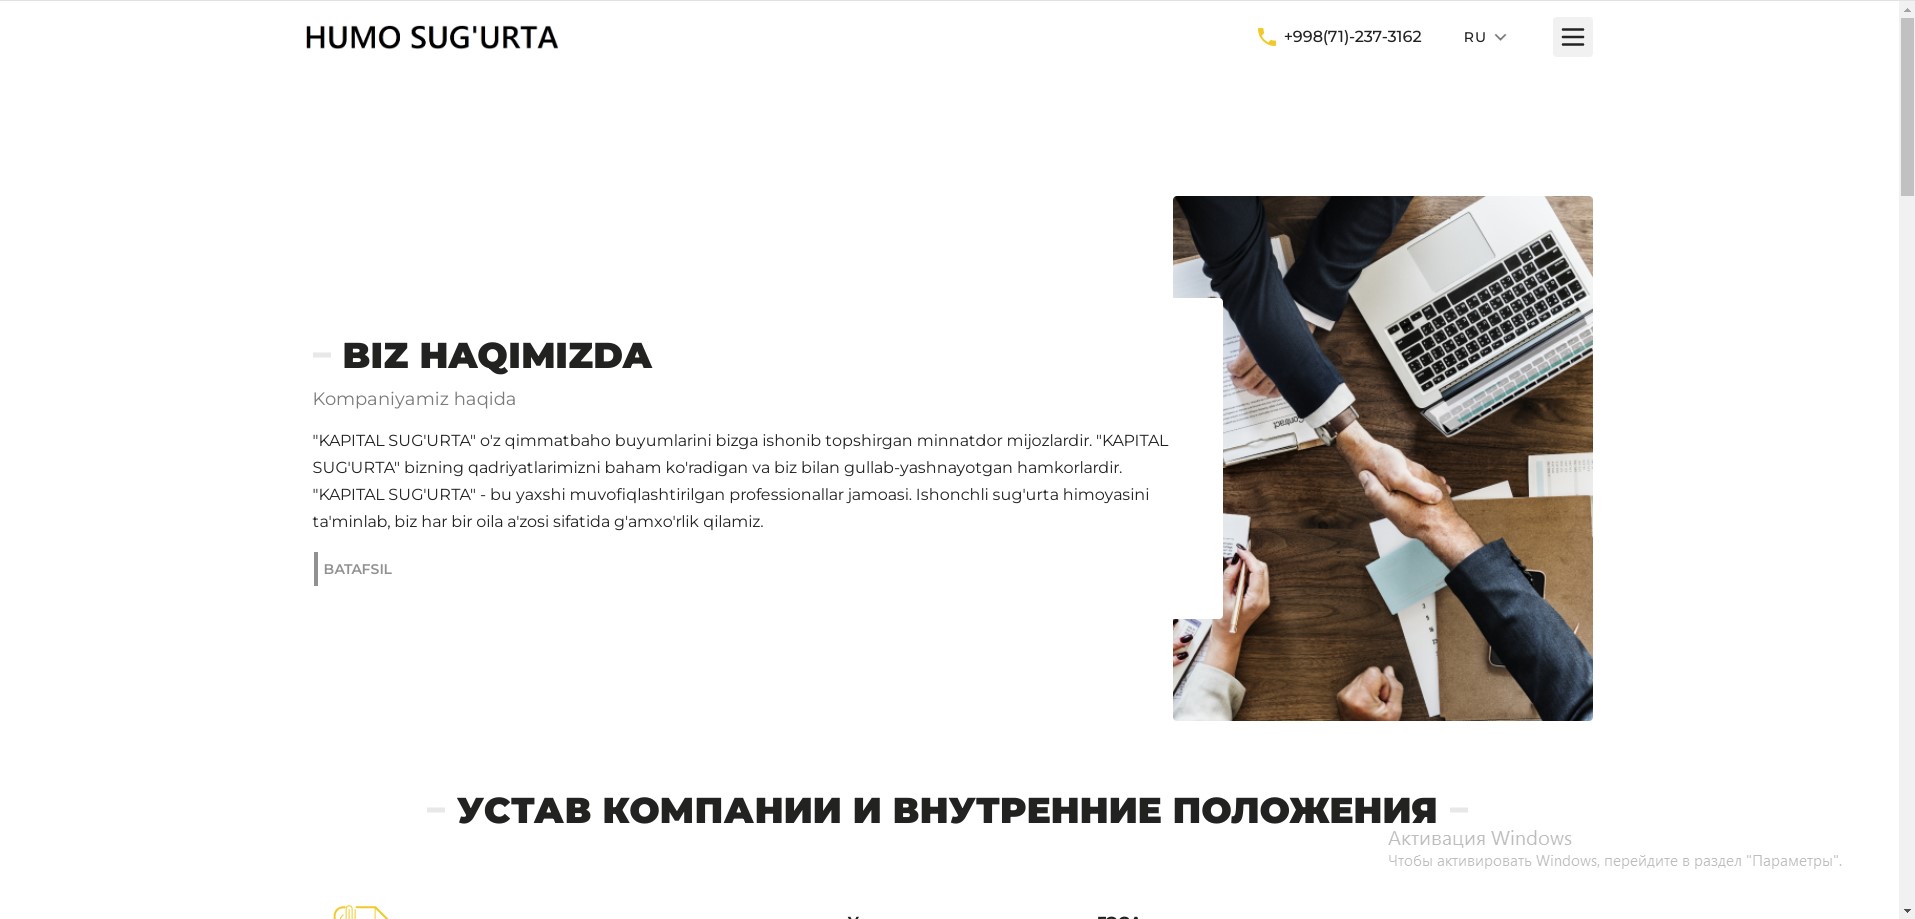 HUMO SUG'URTA
+998(71)-237-3162
RU
– BIZ HAQIMIZDA
Kompaniyamiz haqida
"KAPITAL SUG'URTA" o'z qimmatbaho buyumlarini bizga ishonib topshirgan minnatdor mijozlardir. "KAPITAL
SUG'URTA" bizning qadriyatlarimizni baham ko'radigan va biz bilan gullab-yashnayotgan hamkorlardir.
"KAPITAL SUG'URTA" - bu yaxshi muvofiqlashtirilgan professionallar jamoasi. Ishonchli sug'urta himoyasini
ta'minlab, biz har bir oila a'zosi sifatida g'amxo'rlik qilamiz.
BATAFSIL
Contract
– УСТАВ КОМПАНИИ И ВНУТРЕННИЕ ПОЛОЖЕНИЯ –
Активация Windows
Чтобы активировать Windows, перейдите в раздел "Параметры".